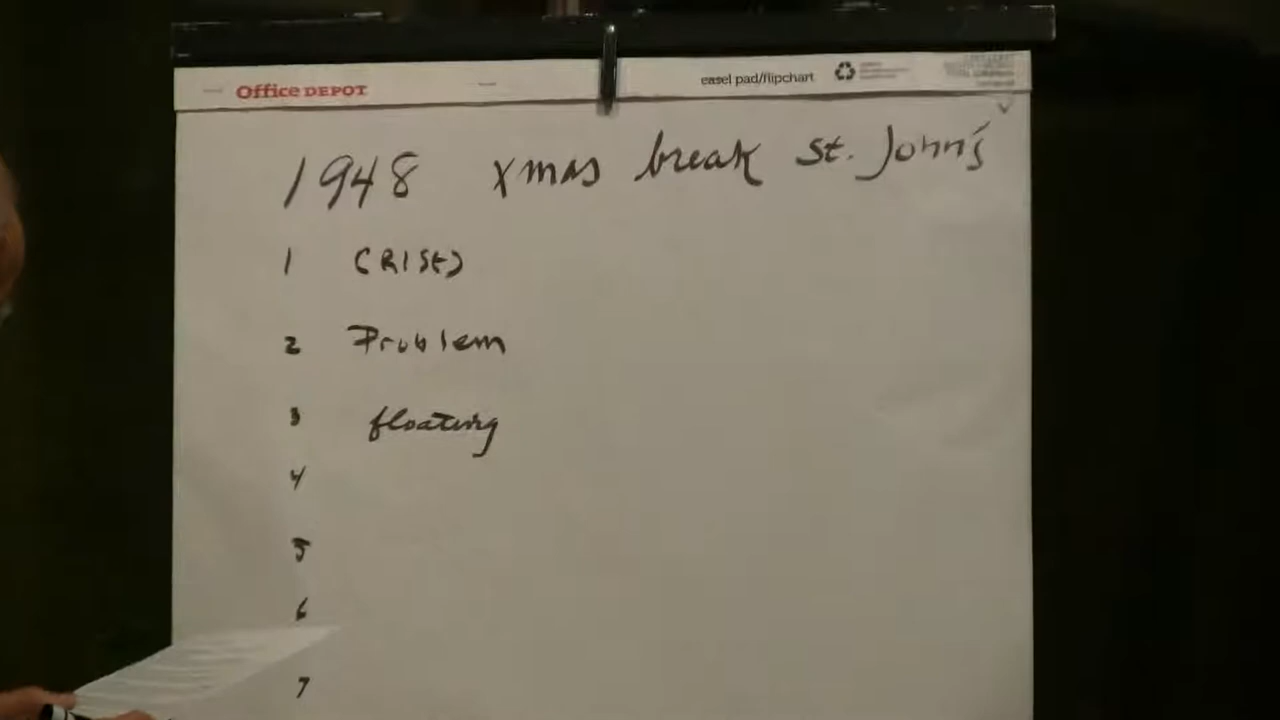 Office DEPOT easel pad/flipchart
1948 xmas break St. John's
1 CRISt)
2 Problem
3 floating
4
5
6
7